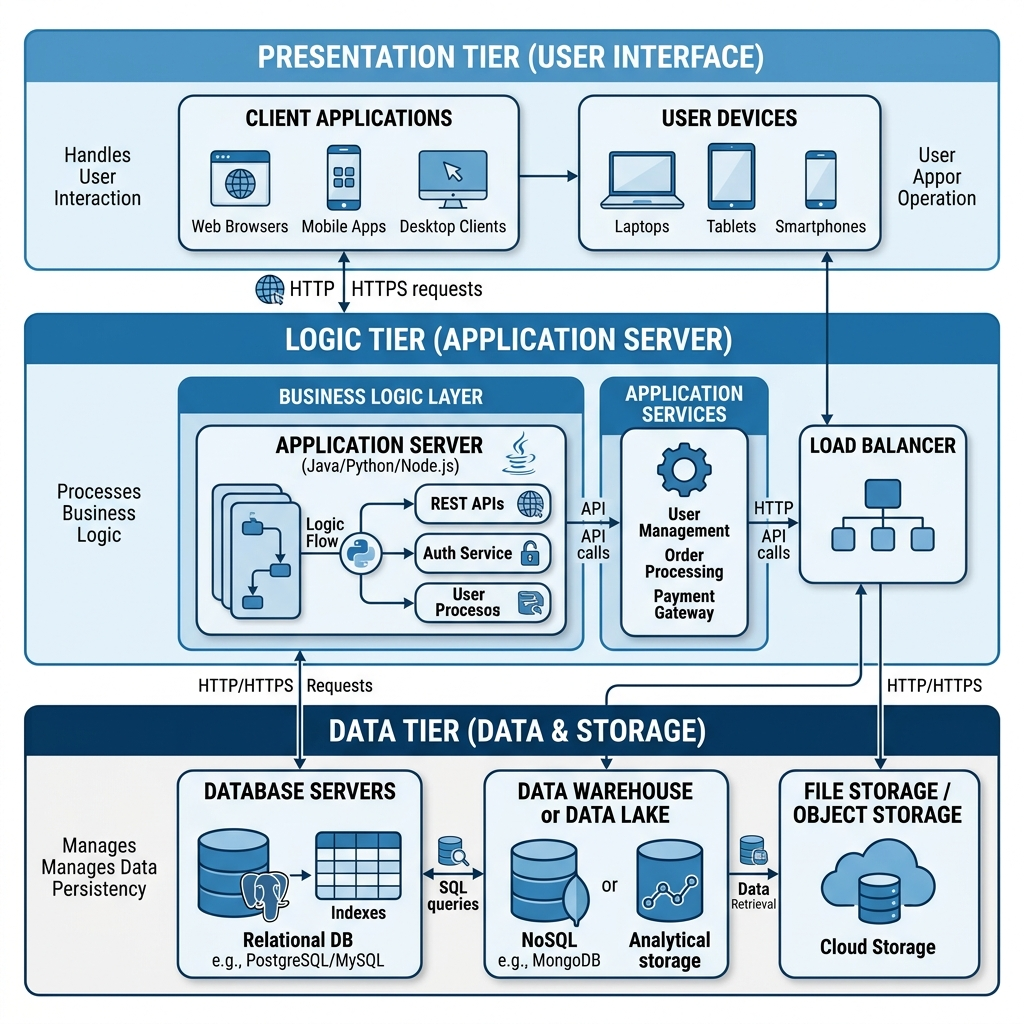 PRESENTATION TIER (USER INTERFACE)
Handles
User
Interaction
CLIENT APPLICATIONS
Web Browsers
Mobile Apps
Desktop Clients
USER DEVICES
Laptops
Tablets
Smartphones
User
Appor
Operation
HTTP
HTTPS requests
LOGIC TIER (APPLICATION SERVER)
Processes
Business
Logic
BUSINESS LOGIC LAYER
APPLICATION SERVER
(Java/Python/Node.js)
Logic
Flow
REST APIs
Auth Service
User
Procesos
API
API
calls
APPLICATION
SERVICES
User
Management
Order
Processing
Payment
Gateway
HTTP
API
calls
LOAD BALANCER
HTTP/HTTPS
Requests
HTTP/HTTPS
DATA TIER (DATA & STORAGE)
Manages
Manages Data
Persistency
DATABASE SERVERS
Indexes
Relational DB
e.g., PostgreSQL/MySQL
SQL
queries
DATA WAREHOUSE
or DATA LAKE
or
NoSQL
e.g., MongoDB
Analytical
storage
Data
Retrieval
FILE STORAGE /
OBJECT STORAGE
Cloud Storage